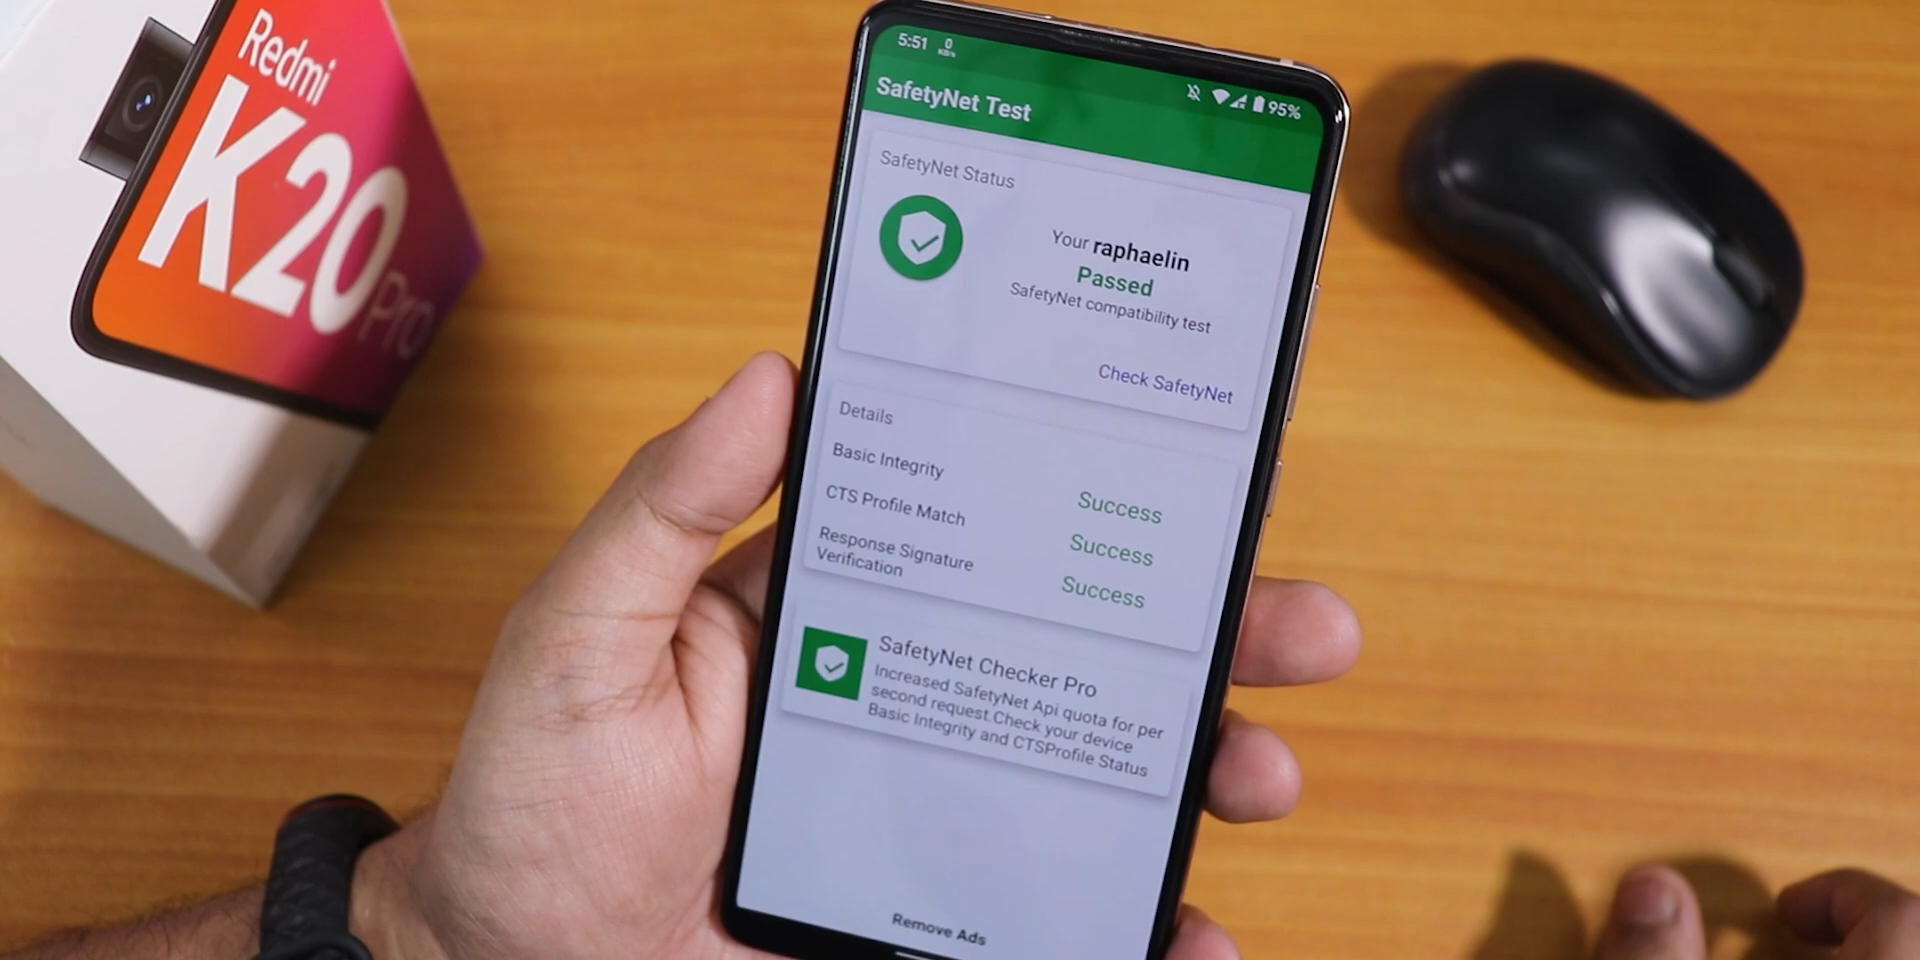 Redmi
K20
Pro
5:51
0
KB/s
95%
SafetyNet Test
SafetyNet Status
Your raphaelin
Passed
SafetyNet compatibility test
Check SafetyNet
Details
Basic Integrity
Success
CTS Profile Match
Success
Response Signature
Verification
Success
SafetyNet Checker Pro
Increased SafetyNet Api quota for per
second request.Check your device
Basic Integrity and CTSProfile Status
Remove Ads